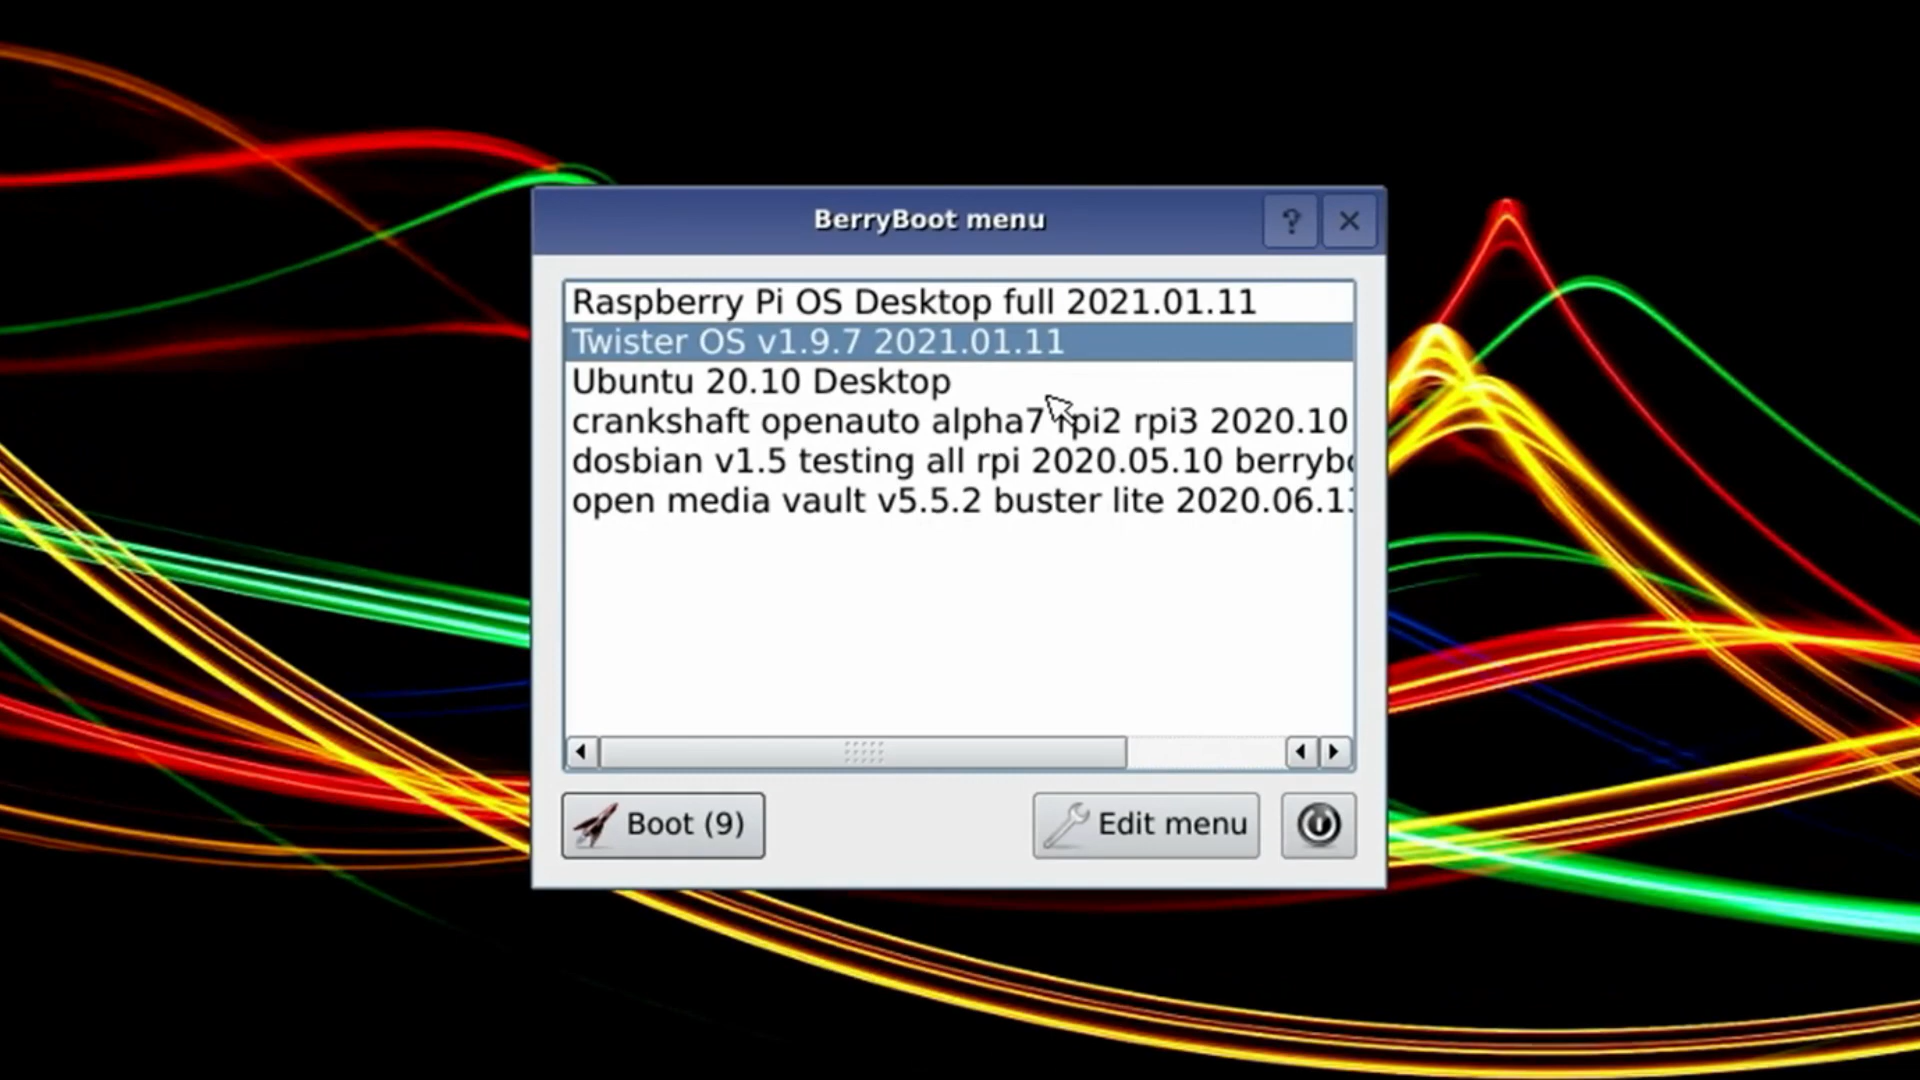 BerryBoot menu
Raspberry Pi OS Desktop full 2021.01.11
Twister OS v1.9.7 2021.01.11
Ubuntu 20.10 Desktop
crankshaft openauto alpha7 rpi2 rpi3 2020.10
dosbian v1.5 testing all rpi 2020.05.10
open media vault v5.5.2 buster lite
Boot (9)
Edit menu